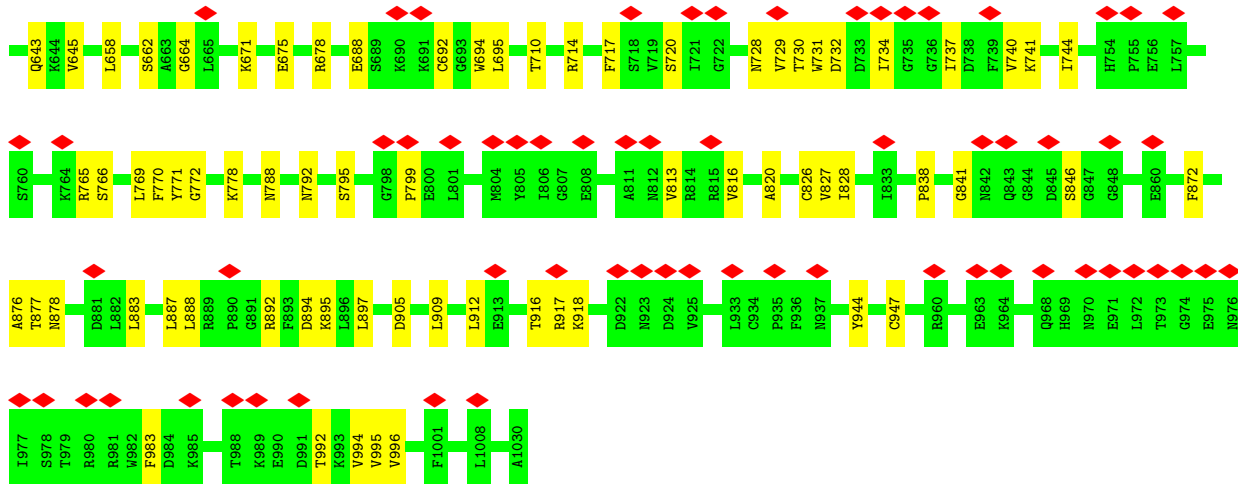 Q643 K644 V645 L658 S662 A663 G664 L665 K671 E675 R678 E688 S689 K690 K691 C692 G693 W694 L695 T710 R714 F717 S718 V719 S720 I721 G722 N728 V729 T730 W731 D732 D733 I734 G735 G736 I737 D738 F739 V740 K741 I744 H754 P755 E756 L757
S760 K764 R765 S766 L769 F770 Y771 G772 K778 N788 N792 S795 G798 P799 E800 L801 M804 Y805 I806 G807 E808 A811 N812 V813 R814 R815 V816 A820 C826 V827 I828 I833 P838 G841 N842 Q843 G844 D845 S846 G847 G848 E860 F872
A876 T877 N878 D881 L882 L883 L887 L888 R889 P890 G891 R892 F893 D894 K895 L896 L897 D905 L909 L912 E913 T916 R917 K918 D922 N923 D924 V925 L933 C934 P935 F936 N937 Y944 C947 R960 E963 K964 Q968 H969 N970 E971 L972 T973 G974 E975 N976
I977 S978 T979 R980 R981 W982 F983 D984 K985 T988 K989 E990 D991 T992 K993 V994 V995 V996 F1001 L1008 A1030